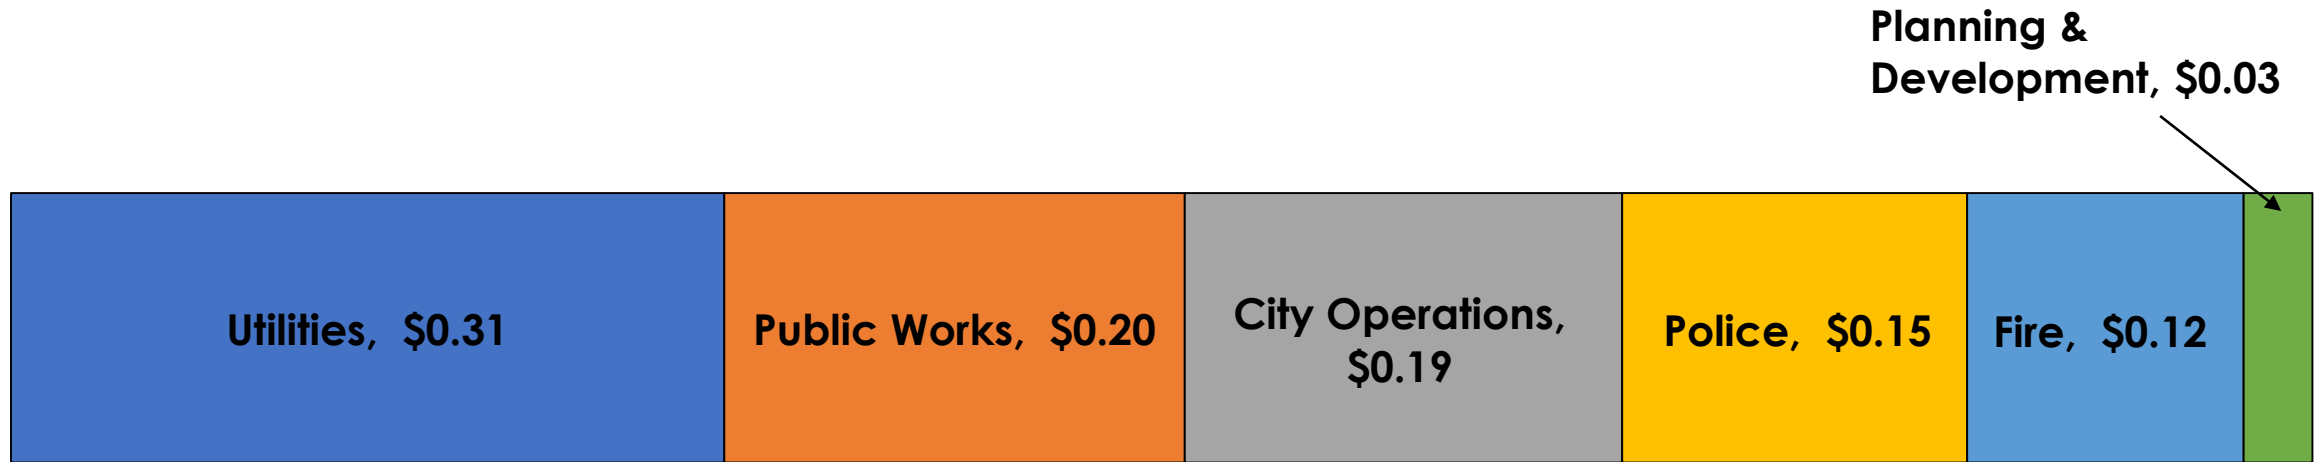 Planning &
Development, $0.03
Utilities, $0.31
Public Works, $0.20
City Operations,
$0.19
Police, $0.15
Fire, $0.12